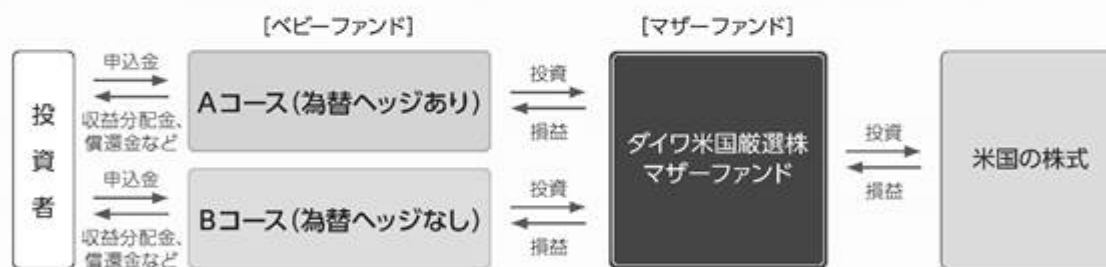 [ベビーファンド]
[マザーファンド]
投資者
申込金
収益分配金、
償還金など
Aコース(為替ヘッジあり)
投資
損益
申込金
収益分配金、
償還金など
Bコース(為替ヘッジなし)
投資
損益
ダイワ米国厳選株
マザーファンド
投資
損益
米国の株式